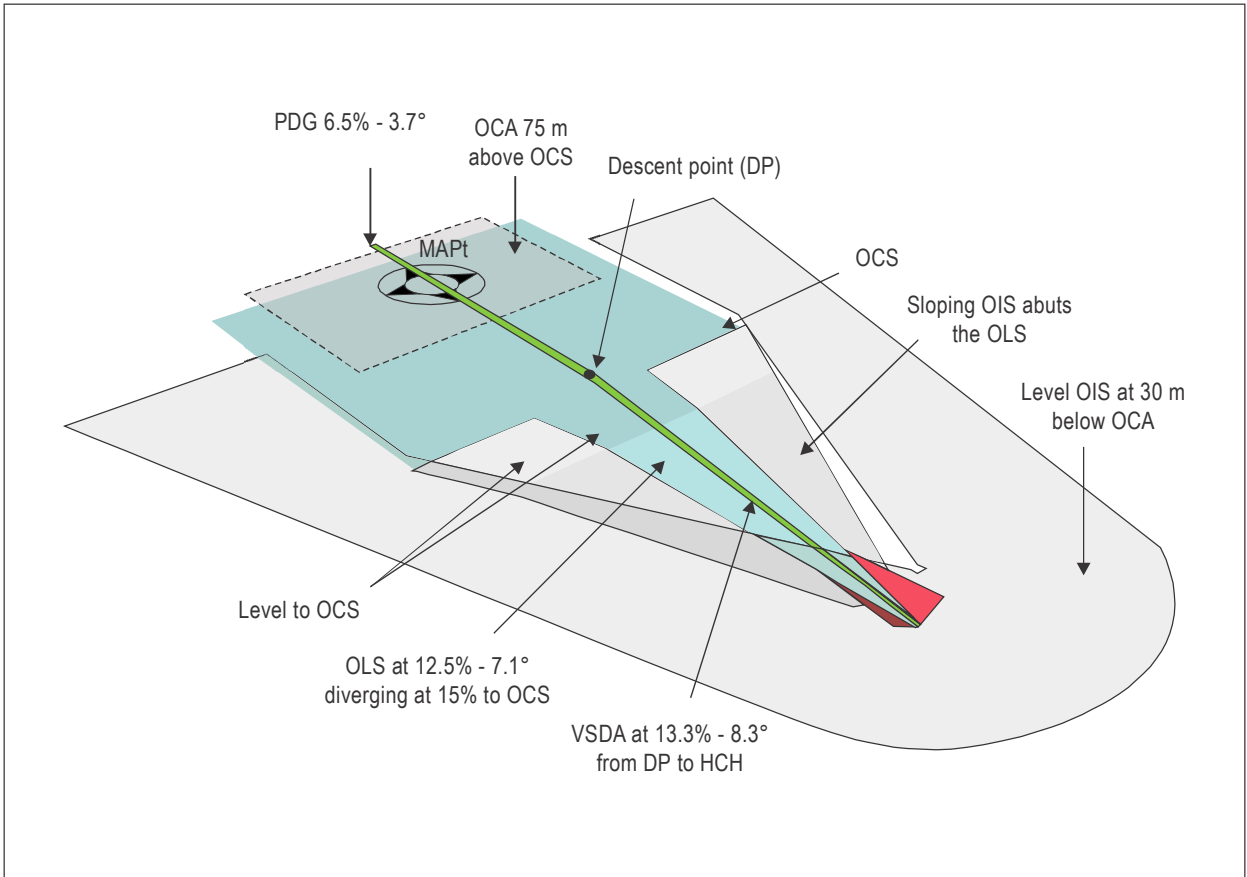 PDG 6.5% - 3.7°
OCA 75 m
above OCS
Descent point (DP)
MAPt
OCS
Sloping OIS abuts
the OLS
Level OIS at 30 m
below OCA
Level to OCS
OLS at 12.5% - 7.1°
diverging at 15% to OCS
VSDA at 13.3% - 8.3°
from DP to HCH